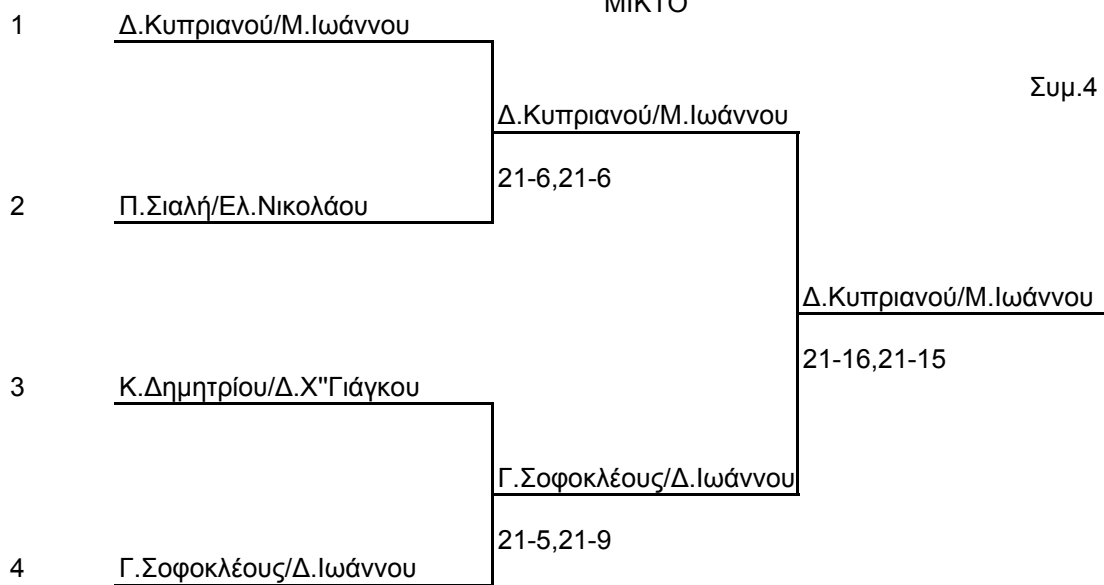 ΜΙΚΤΟ
1 Δ.Κυπριανού/Μ.Ιωάννου
Συμ.4
Δ.Κυπριανού/Μ.Ιωάννου
21-6,21-6
2 Π.Σιαλή/Ελ.Νικολάου
Δ.Κυπριανού/Μ.Ιωάννου
21-16,21-15
3 Κ.Δημητρίου/Δ.Χ"Γιάγκου
Γ.Σοφοκλέους/Δ.Ιωάννου
21-5,21-9
4 Γ.Σοφοκλέους/Δ.Ιωάννου